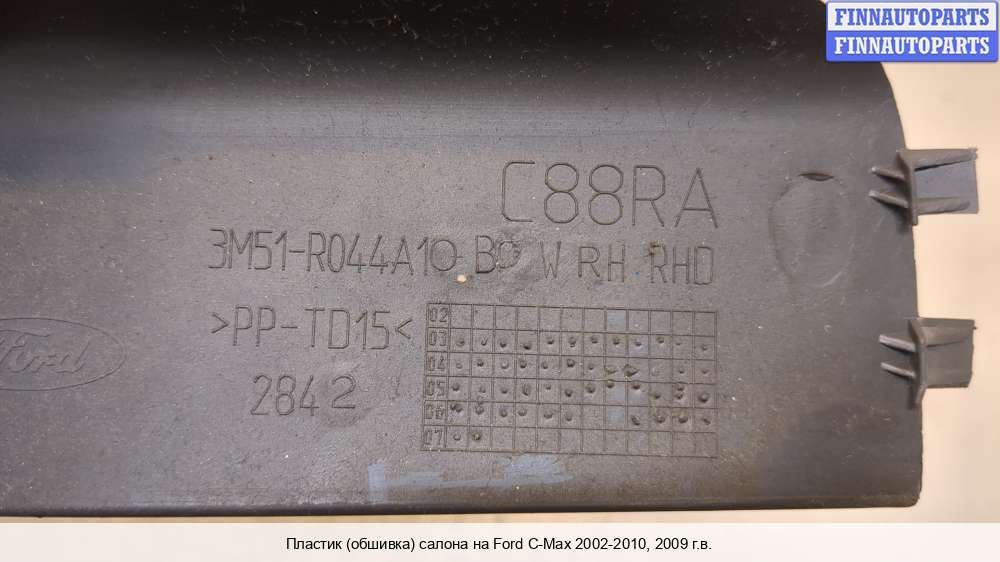 FINNAUTOPARTS
FINNAUTOPARTS
C88RA
3M51-R044A10-B0 W RH RHD
>PP-TD15<
Ford
2842
02
03
04
05
06
07
Пластик (обшивка) салона на Ford C-Max 2002-2010, 2009 г.в.